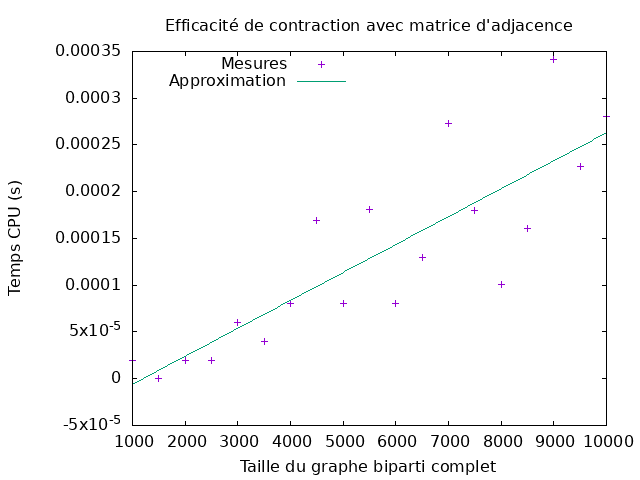 Efficacité de contraction avec matrice d'adjacence
0.00035
0.0003
0.00025
0.0002
0.00015
0.0001
5x10-5
0
-5x10-5
Temps CPU (s)
Mesures
Approximation
1000 2000 3000 4000 5000 6000 7000 8000 9000 10000
Taille du graphe biparti complet